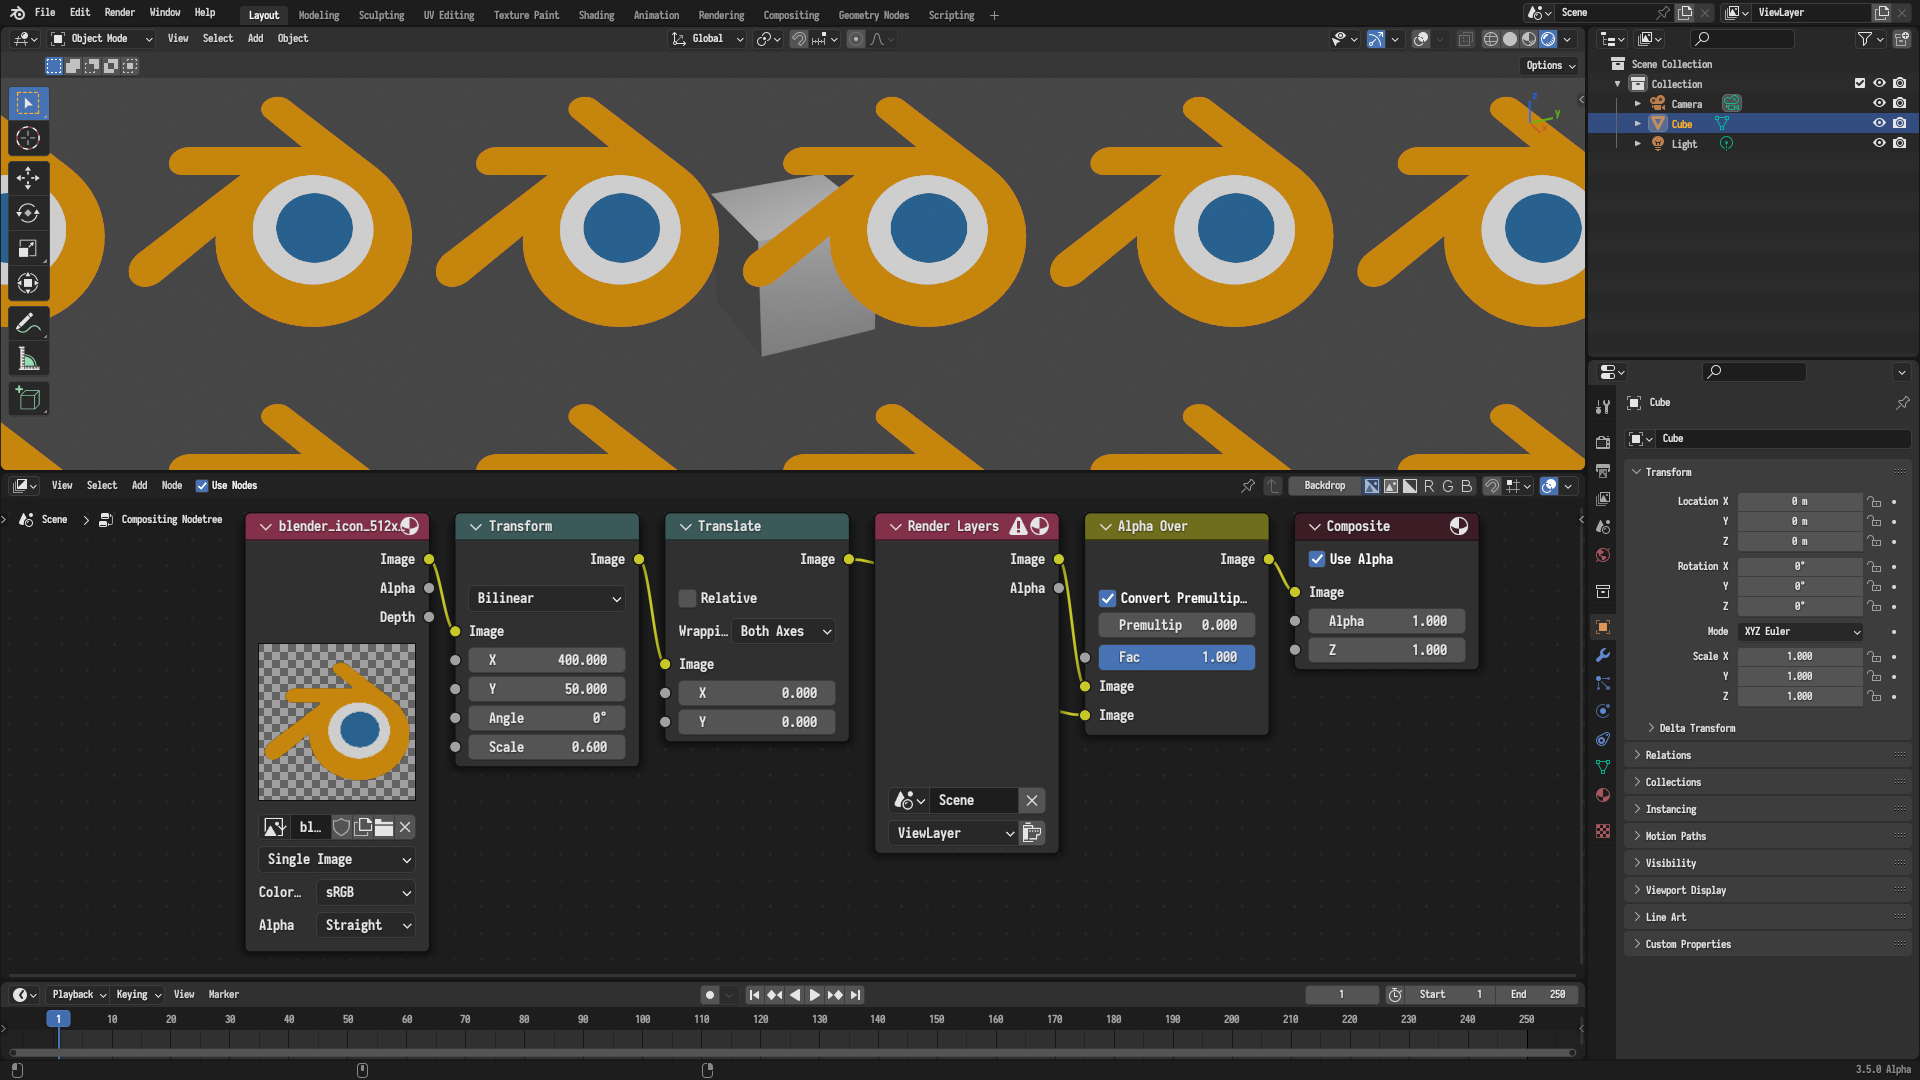 File Edit Render Window Help Layout Modeling Sculpting UV Editing Texture Paint Shading Animation Rendering Compositing Geometry Nodes Scripting + Scene ViewLayer
Object Mode View Select Add Object Global
Options
Z
Y
X
Scene Collection
Collection
Camera
Cube
Light
Cube
Cube
Transform
Location X 0 m
Y 0 m
Z 0 m
Rotation X 0°
Y 0°
Z 0°
Mode XYZ Euler
Scale X 1.000
Y 1.000
Z 1.000
Delta Transform
Relations
Collections
Instancing
Motion Paths
Visibility
Viewport Display
Line Art
Custom Properties
View Select Add Node Use Nodes Backdrop R G B
Scene > Compositing Nodetree
blender_icon_512x…
Image
Alpha
Depth
bl…
Single Image
Color… sRGB
Alpha Straight
Transform
Image
Bilinear
Image
X 400.000
Y 50.000
Angle 0°
Scale 0.600
Translate
Image
Relative
Wrappi… Both Axes
Image
X 0.000
Y 0.000
Render Layers
Image
Alpha
Scene
ViewLayer
Alpha Over
Image
Convert Premultip…
Premultip 0.000
Fac 1.000
Image
Image
Composite
Use Alpha
Image
Alpha 1.000
Z 1.000
Playback Keying View Marker 1 Start 1 End 250
1 10 20 30 40 50 60 70 80 90 100 110 120 130 140 150 160 170 180 190 200 210 220 230 240 250
3.5.0 Alpha